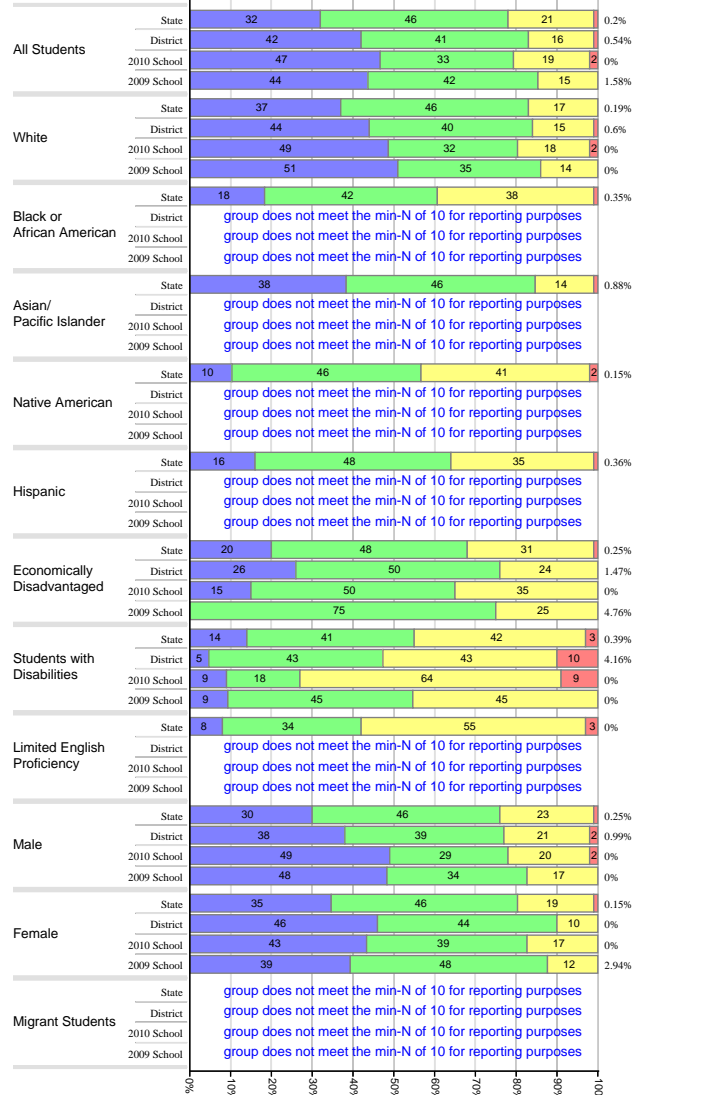 State 32 46 21 0.2%
All Students
District 42 41 16 0.54%
2010 School 47 33 19 2 0%
2009 School 44 42 15 1.58%
State 37 46 17 0.19%
White
District 44 40 15 0.6%
2010 School 49 32 18 2 0%
2009 School 51 35 14 0%
State 18 42 38 0.35%
Black or
African American
District group does not meet the min-N of 10 for reporting purposes
2010 School group does not meet the min-N of 10 for reporting purposes
2009 School group does not meet the min-N of 10 for reporting purposes
State 38 46 14 0.88%
Asian/
Pacific Islander
District group does not meet the min-N of 10 for reporting purposes
2010 School group does not meet the min-N of 10 for reporting purposes
2009 School group does not meet the min-N of 10 for reporting purposes
State 10 46 41 2 0.15%
Native American
District group does not meet the min-N of 10 for reporting purposes
2010 School group does not meet the min-N of 10 for reporting purposes
2009 School group does not meet the min-N of 10 for reporting purposes
State 16 48 35 0.36%
Hispanic
District group does not meet the min-N of 10 for reporting purposes
2010 School group does not meet the min-N of 10 for reporting purposes
2009 School group does not meet the min-N of 10 for reporting purposes
State 20 48 31 0.25%
Economically
Disadvantaged
District 26 50 24 1.47%
2010 School 15 50 35 0%
2009 School 75 25 4.76%
State 14 41 42 3 0.39%
Students with
Disabilities
District 5 43 43 10 4.16%
2010 School 9 18 64 9 0%
2009 School 9 45 45 0%
State 8 34 55 3 0%
Limited English
Proficiency
District group does not meet the min-N of 10 for reporting purposes
2010 School group does not meet the min-N of 10 for reporting purposes
2009 School group does not meet the min-N of 10 for reporting purposes
State 30 46 23 0.25%
Male
District 38 39 21 2 0.99%
2010 School 49 29 20 2 0%
2009 School 48 34 17 0%
State 35 46 19 0.15%
Female
District 46 44 10 0%
2010 School 43 39 17 0%
2009 School 39 48 12 2.94%
State group does not meet the min-N of 10 for reporting purposes
Migrant Students
District group does not meet the min-N of 10 for reporting purposes
2010 School group does not meet the min-N of 10 for reporting purposes
2009 School group does not meet the min-N of 10 for reporting purposes
0% 10% 20% 30% 40% 50% 60% 70% 80% 90% 100